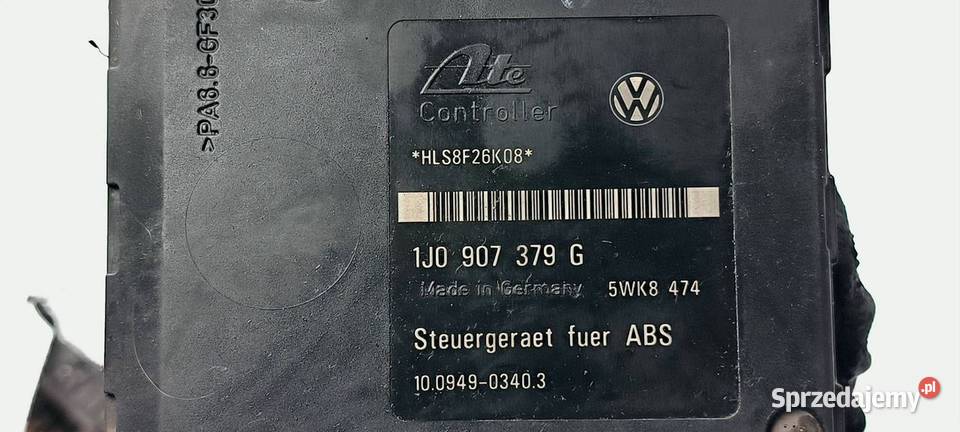 >PA6.6-GF30
Ate
Controller
*HLS8F26K08*
1J0 907 379 G
Made in Germany 5WK8 474
Steuergeraet fuer ABS
10.0949-0340.3
Sprzedajemy.pl